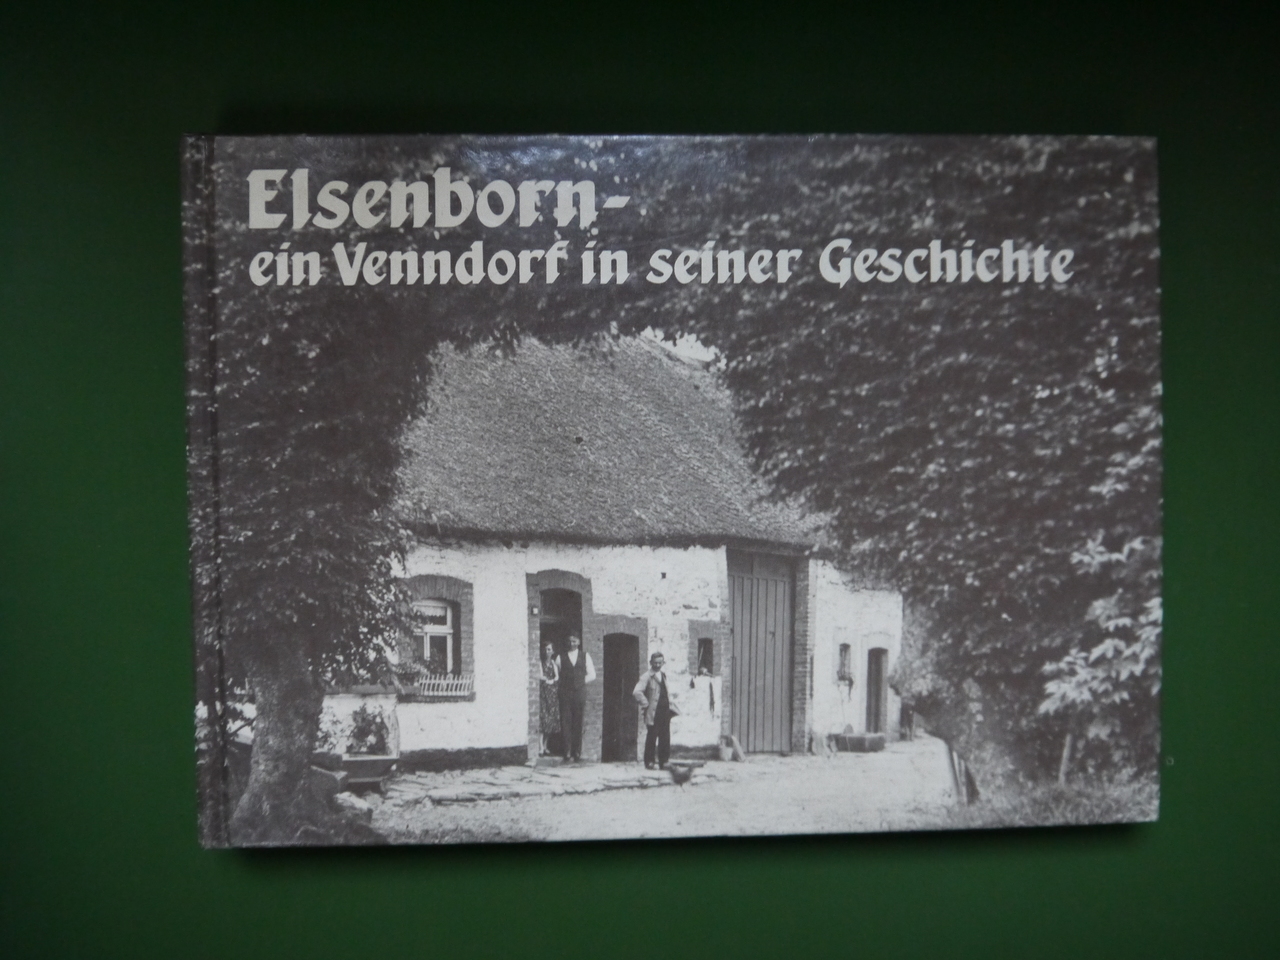 Elsenborn-
ein Venndorf in seiner Geschichte